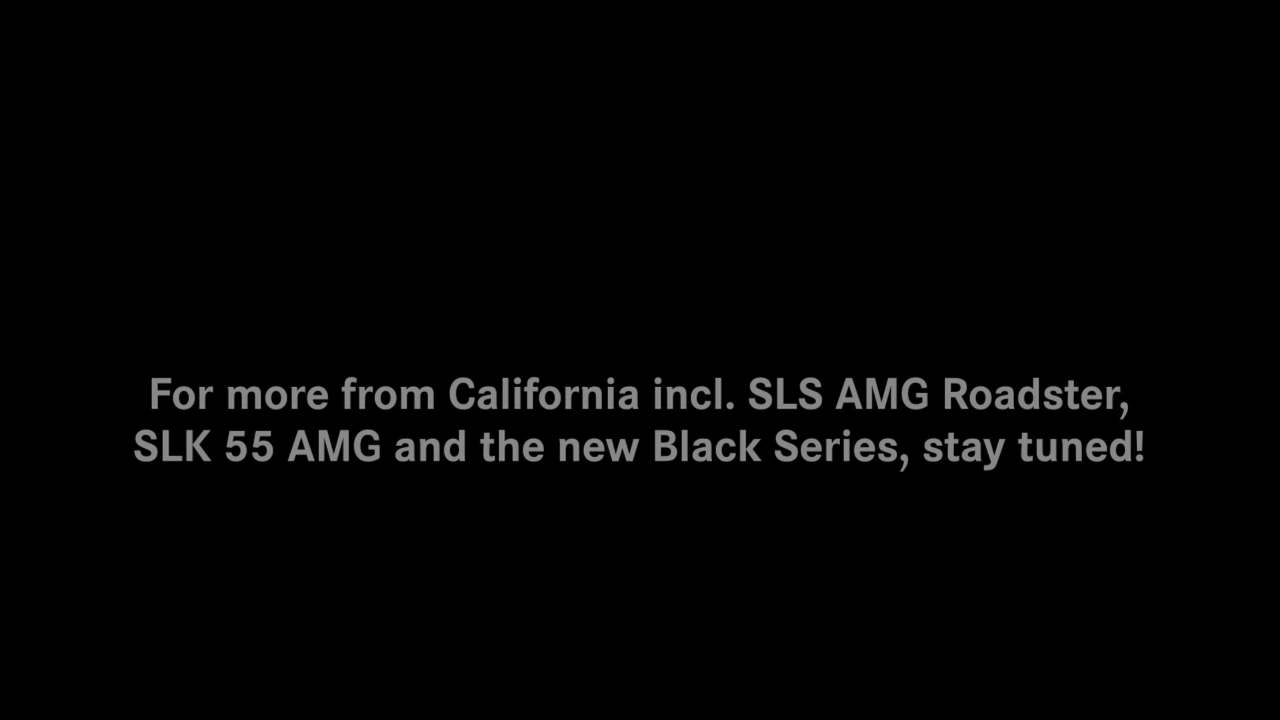 For more from California incl. SLS AMG Roadster,
SLK 55 AMG and the new Black Series, stay tuned!